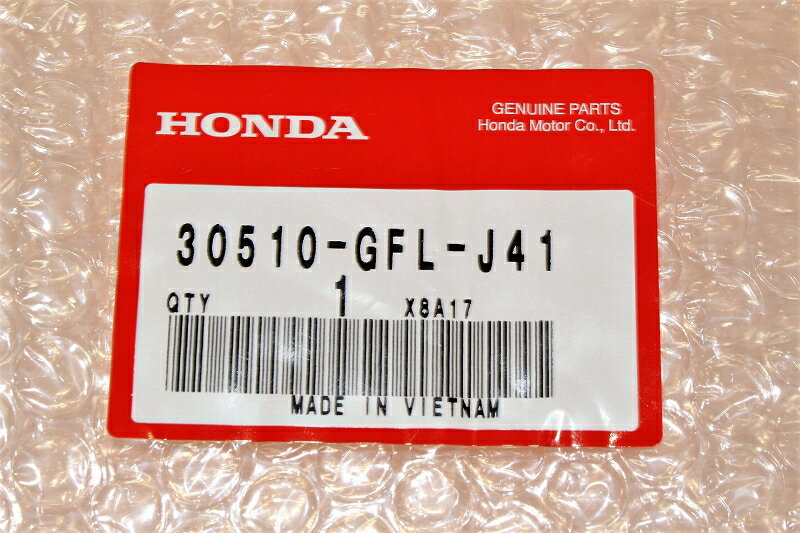 HONDA
GENUINE PARTS
Honda Motor Co., Ltd.
30510-GFL-J41
QTY 1 X8A17
MADE IN VIETNAM